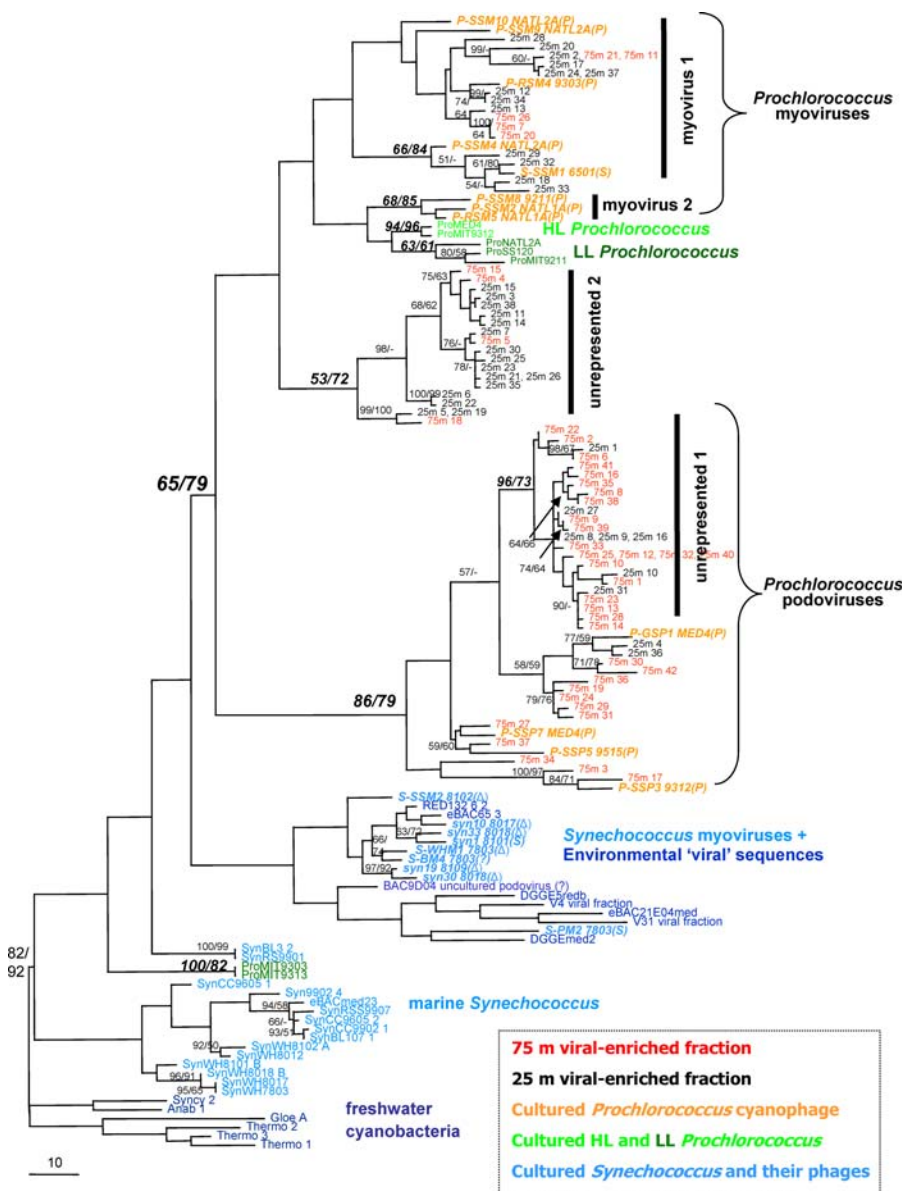 P-SSM10 NATL2A(P)
P-SSM9 NATL2A(P)
25m 28
25m 20
99/-
25m 2, 75m 21, 75m 11
60/-
25m 17
25m 24, 25m 37
P-RSM4 9303(P)
25m 12
99/-
25m 34
74/
25m 13
64
75m 26
100/
75m 7
64
75m 20
myovirus 1
Prochlorococcus
myoviruses
P-SSM4 NATL2A(P)
66/84
25m 29
51/-
61/80
25m 32
S-SSM1 6501(S)
25m 18
54/-
25m 33
P-SSM8 9211(P)
68/85
P-SSM2 NATL1A(P)
P-RSM5 NATL1A(P)
myovirus 2
94/96
ProMED4
ProMIT9312
HL Prochlorococcus
63/61
ProNATL2A
80/58
ProSS120
ProMIT9211
LL Prochlorococcus
75m 15
75/63
75m 4
25m 15
25m 3
68/62
25m 38
25m 11
25m 14
25m 7
76/-
75m 5
98/-
25m 30
25m 25
78/-
25m 23
25m 21, 25m 26
25m 35
53/72
100/99
25m 6
25m 22
99/100
25m 5, 25m 19
75m 18
unrepresented 2
65/79
75m 22
75m 2
98/67
25m 1
75m 6
96/73
75m 41
75m 16
75m 35
75m 8
75m 38
25m 27
75m 9
75m 39
64/66
25m 8, 25m 9, 25m 16
75m 33
75m 25, 75m 12, 75m 32, 75m 40
74/64
75m 10
25m 10
75m 1
25m 31
75m 23
90/-
75m 13
75m 28
75m 14
57/-
unrepresented 1
Prochlorococcus
podoviruses
77/59
P-GSP1 MED4(P)
25m 4
25m 36
58/59
71/78
75m 30
75m 42
75m 36
75m 19
79/76
75m 24
75m 29
75m 31
86/79
75m 27
P-SSP7 MED4(P)
59/60
75m 37
P-SSP5 9515(P)
75m 34
100/97
75m 3
84/71
75m 17
P-SSP3 9312(P)
S-SSM2 8102(Δ)
RED132 8 2
eBAC65 3
syn10 8017(Δ)
83/72
syn33 8018(Δ)
66/
syn1 8101(S)
74
S-WHM1 7803(Δ)
S-BM4 7803(?)
97/92
syn19 8109(Δ)
syn30 8018(Δ)
Synechococcus myoviruses +
Environmental 'viral' sequences
BAC9D04 uncultured podovirus (?)
DGGE5redb
V4 viral fraction
eBAC21E04med
V31 viral fraction
S-PM2 7803(S)
DGGEmed2
82/
92
100/99
SynBL3 2
SynRS9901
100/82
ProMIT9303
ProMIT9313
SynCC9605 1
Syn9902 4
94/58
eBACmed23
SynRSS9907
66/-
SynCC9605 2
93/51
SynCC9902 1
SynBL107 1
92/50
SynWH8102 A
SynWH8012
marine Synechococcus
SynWH8101 B
96/91
SynWH8018 B
SynWH8017
95/65
SynWH7803
Syncy 2
Anab 1
Gloe A
Thermo 2
Thermo 3
Thermo 1
freshwater
cyanobacteria
10
75 m viral-enriched fraction
25 m viral-enriched fraction
Cultured Prochlorococcus cyanophage
Cultured HL and LL Prochlorococcus
Cultured Synechococcus and their phages